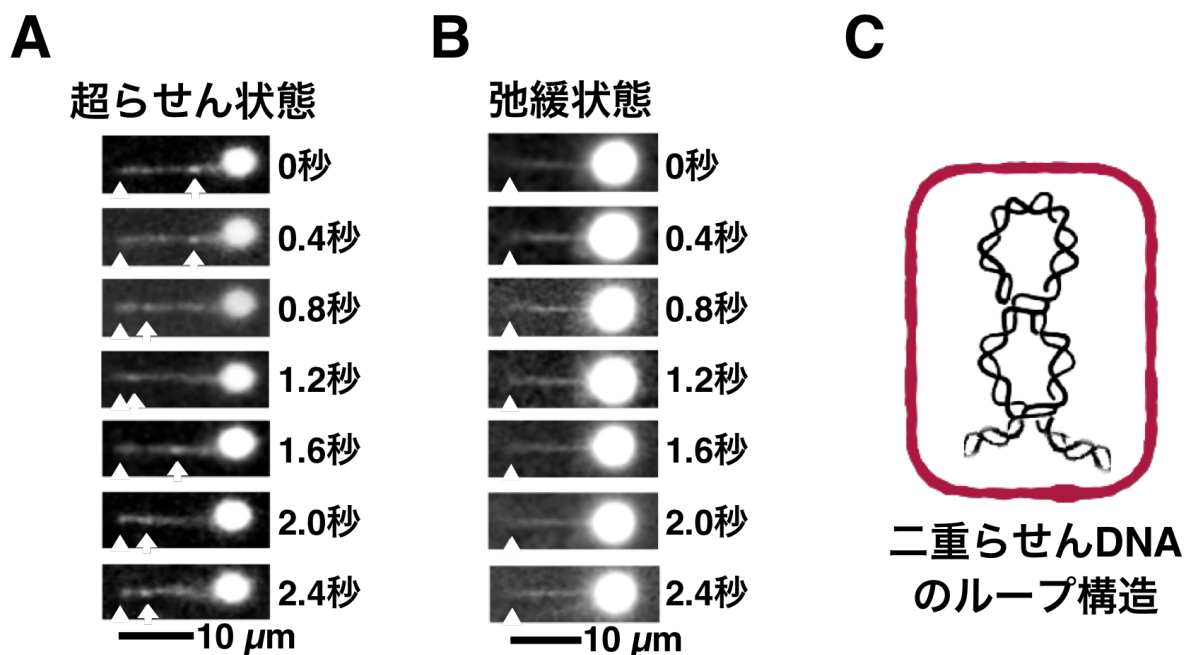 A
超らせん状態
0秒
0.4秒
0.8秒
1.2秒
1.6秒
2.0秒
2.4秒
10 µm
B
弛緩状態
0秒
0.4秒
0.8秒
1.2秒
1.6秒
2.0秒
2.4秒
10 µm
C
二重らせんDNA
のループ構造